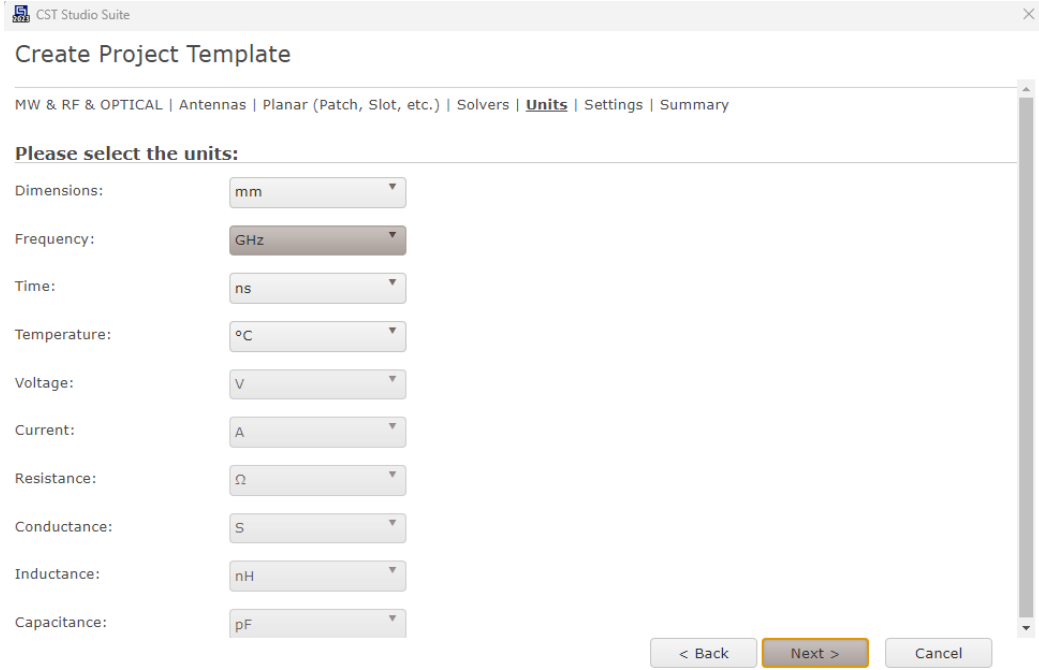 2023 CST Studio Suite
Create Project Template
MW & RF & OPTICAL | Antennas | Planar (Patch, Slot, etc.) | Solvers | Units | Settings | Summary
Please select the units:
Dimensions: mm
Frequency: GHz
Time: ns
Temperature: °C
Voltage: V
Current: A
Resistance: Ω
Conductance: S
Inductance: nH
Capacitance: pF
< Back Next > Cancel